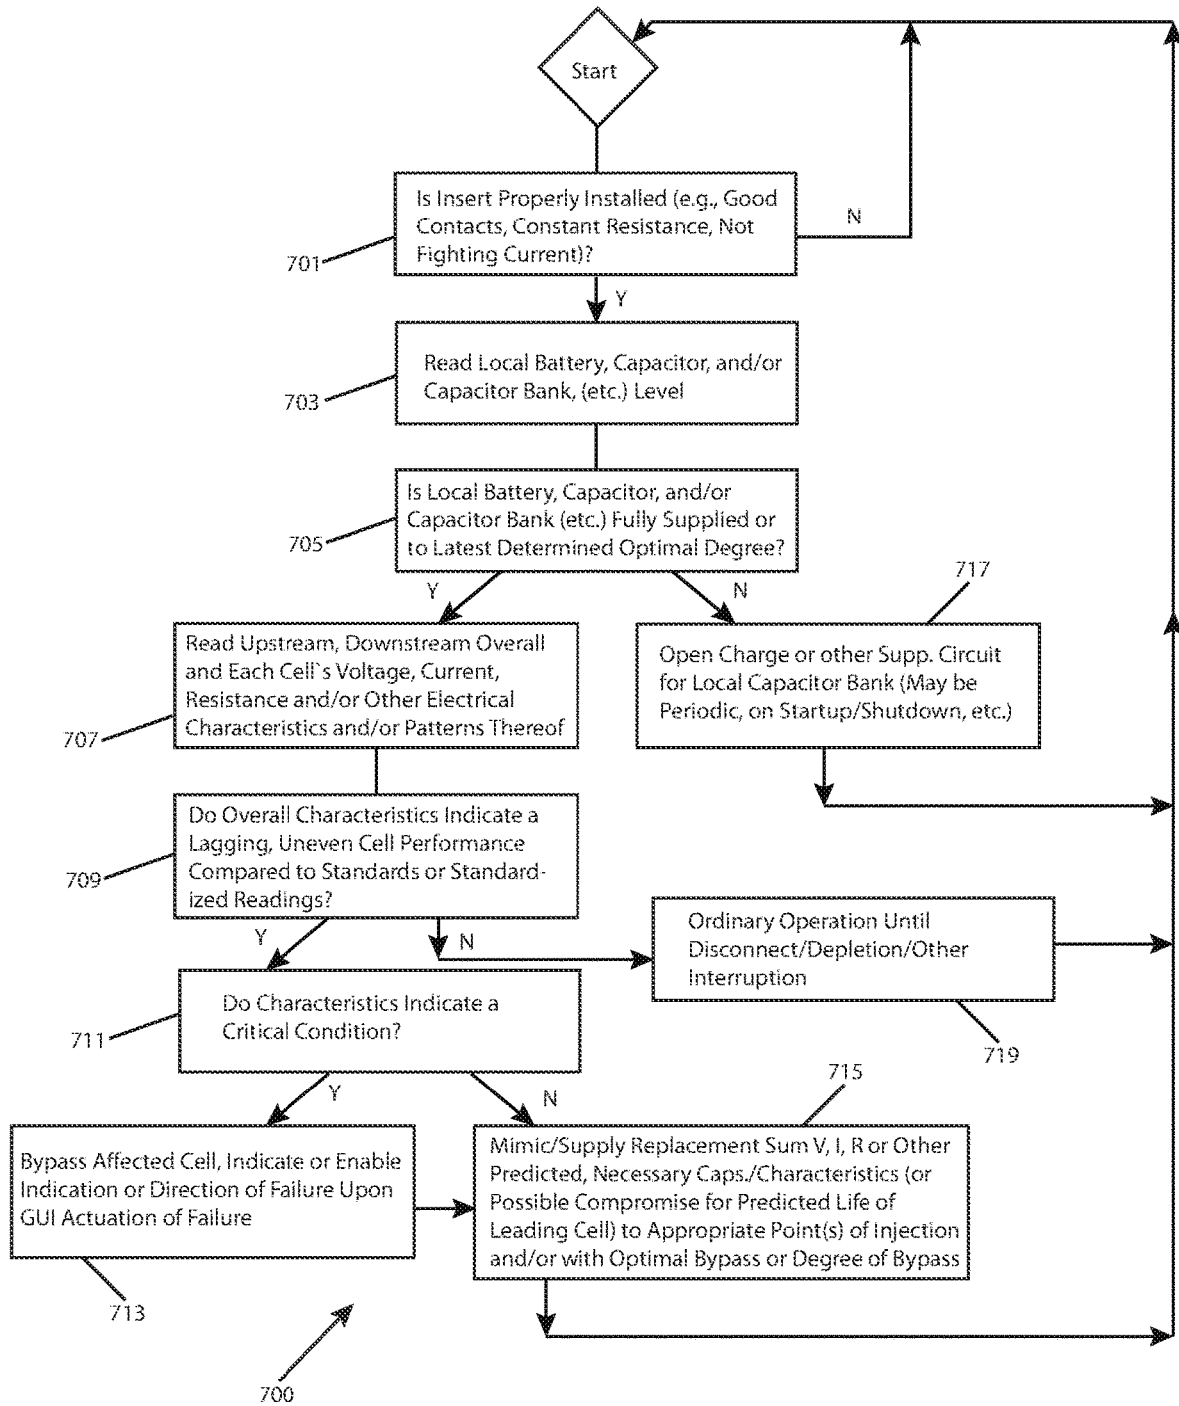 Start
Is Insert Properly Installed (e.g., Good
Contacts, Constant Resistance, Not
Fighting Current)?
N
701
Y
Read Local Battery, Capacitor, and/or
Capacitor Bank, (etc.) Level
703
Is Local Battery, Capacitor, and/or
Capacitor Bank (etc.) Fully Supplied or
to Latest Determined Optimal Degree?
705
Y
N
717
Read Upstream, Downstream Overall
and Each Cell`s Voltage, Current,
Resistance and/or Other Electrical
Characteristics and/or Patterns Thereof
707
Open Charge or other Supp. Circuit
for Local Capacitor Bank (May be
Periodic, on Startup/Shutdown, etc.)
Do Overall Characteristics Indicate a
Lagging, Uneven Cell Performance
Compared to Standards or Standard-
ized Readings?
709
Y
N
Ordinary Operation Until
Disconnect/Depletion/Other
Interruption
719
Do Characteristics Indicate a
Critical Condition?
711
Y
N
715
Bypass Affected Cell, Indicate or Enable
Indication or Direction of Failure Upon
GUI Actuation of Failure
713
Mimic/Supply Replacement Sum V, I, R or Other
Predicted, Necessary Caps./Characteristics (or
Possible Compromise for Predicted Life of
Leading Cell) to Appropriate Point(s) of Injection
and/or with Optimal Bypass or Degree of Bypass
700